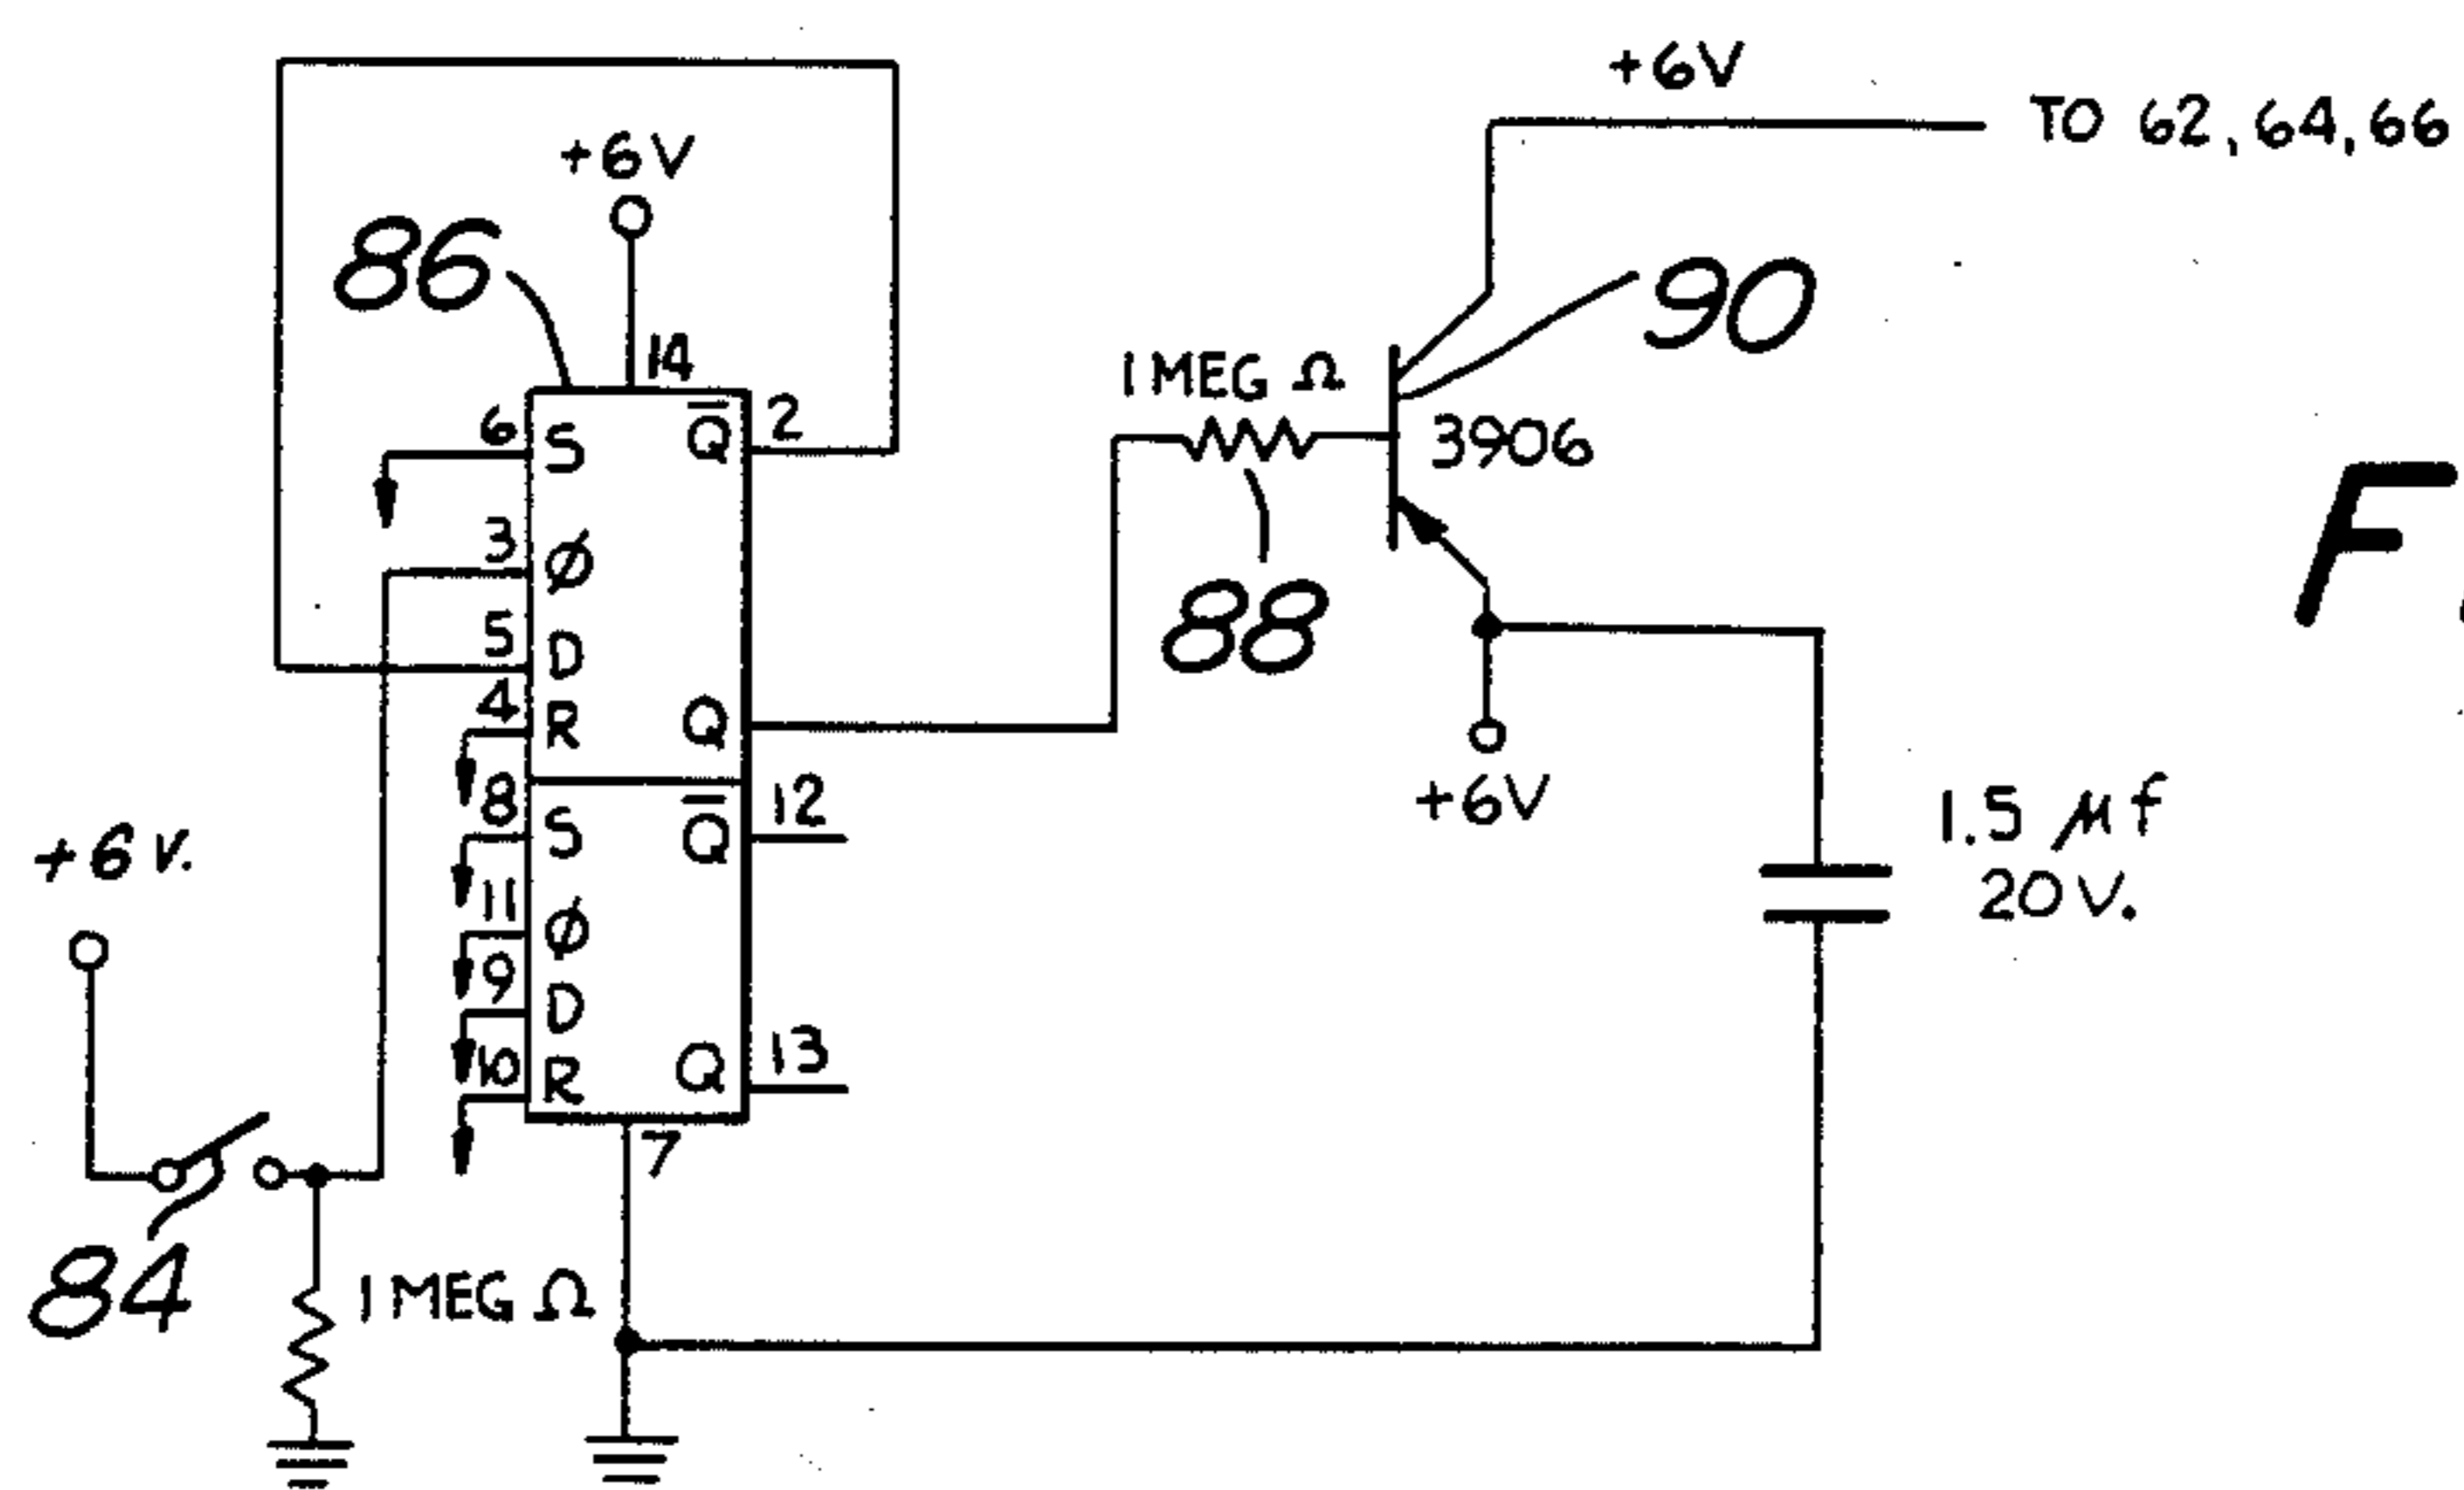 +6V
TO 62, 64, 66
+6V
86
90
14
1 MEG Ω
6 S
Q̅ 2
3906
3 Ø
5 D
88
4 R
Q
+6V
8 S
Q̅ 12
1.5 µf
20 V.
+6 V.
11 Ø
9 D
10 R
Q 13
7
84
1 MEG Ω